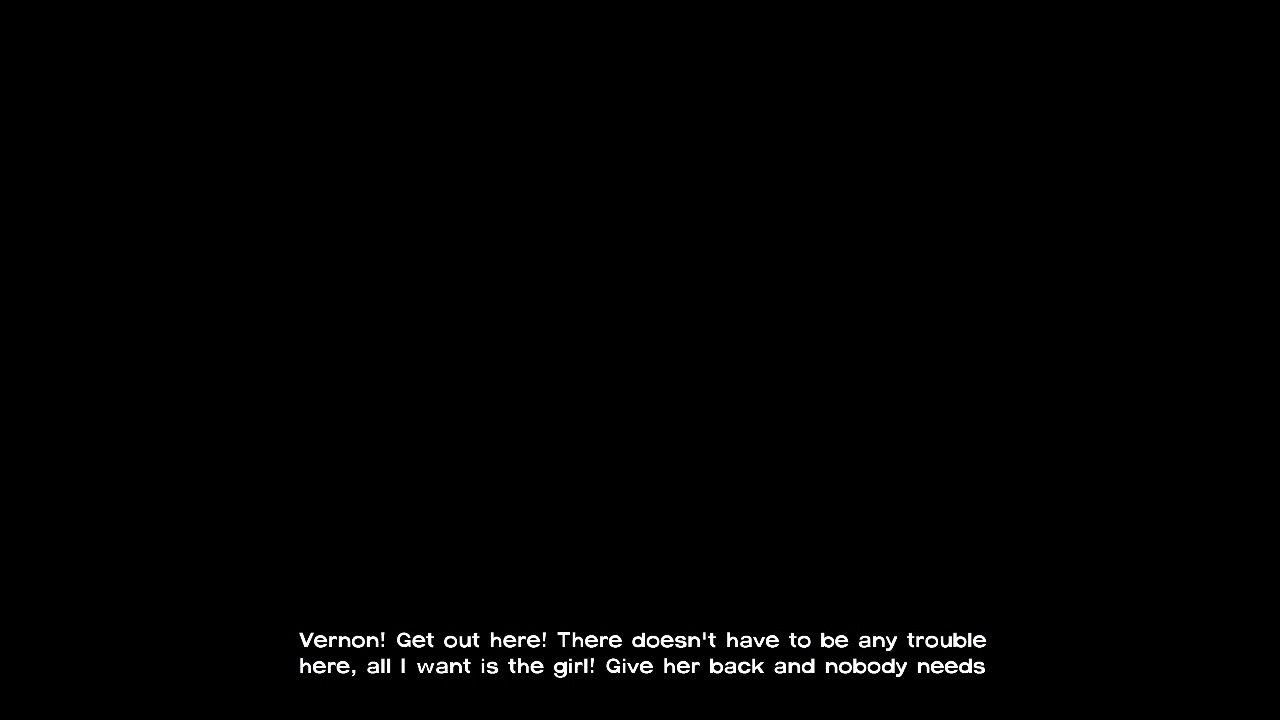 Vernon! Get out here! There doesn't have to be any trouble
here, all I want is the girl! Give her back and nobody needs